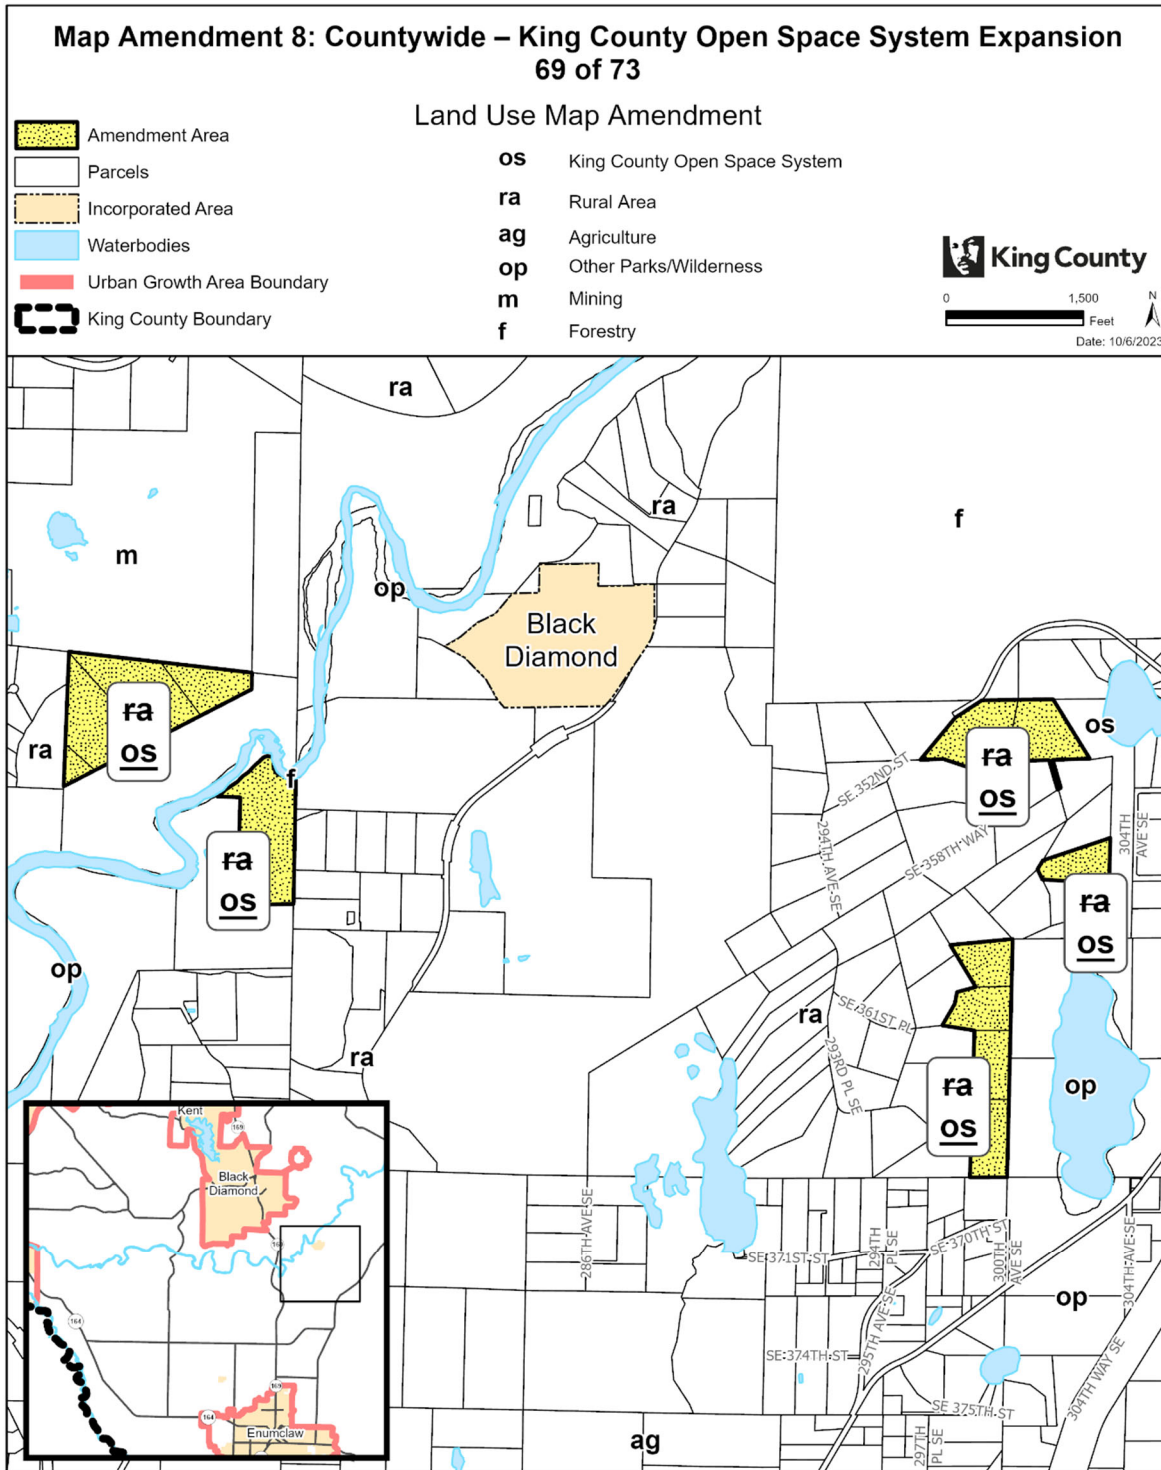 Map Amendment 8: Countywide – King County Open Space System Expansion
69 of 73
Land Use Map Amendment
Amendment Area
Parcels
Incorporated Area
Waterbodies
Urban Growth Area Boundary
King County Boundary
os King County Open Space System
ra Rural Area
ag Agriculture
op Other Parks/Wilderness
m Mining
f Forestry
King County
0 1,500
Feet
N
Date: 10/6/2023
ra
ra
f
m
op
Black
Diamond
ra
ra
os
f
ra
os
op
ra
os
os
SE 352ND ST
294TH AVE SE
SE 358TH WAY
304TH
AVE SE
ra
os
ra
SE 361ST PL
293RD PL SE
ra
os
op
ra
286TH AVE SE
SE 371ST ST
294TH
PL SE
SE 370TH ST
300TH
AVE SE
304TH AVE SE
op
295TH AVE SE
SE 374TH ST
304TH WAY SE
SE 375TH ST
297TH
PL SE
ag
Kent
169
Black
Diamond
169
164
169
164
Enumclaw